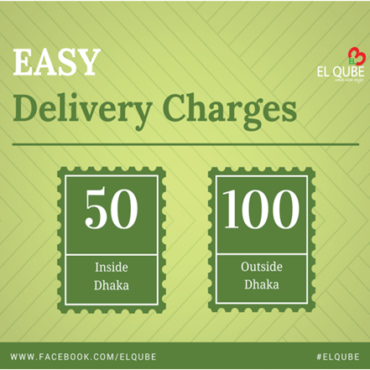 EASY
Delivery Charges
EL QUBE
50
Inside
Dhaka
100
Outside
Dhaka
WWW.FACEBOOK.COM/ELQUBE
#ELQUBE